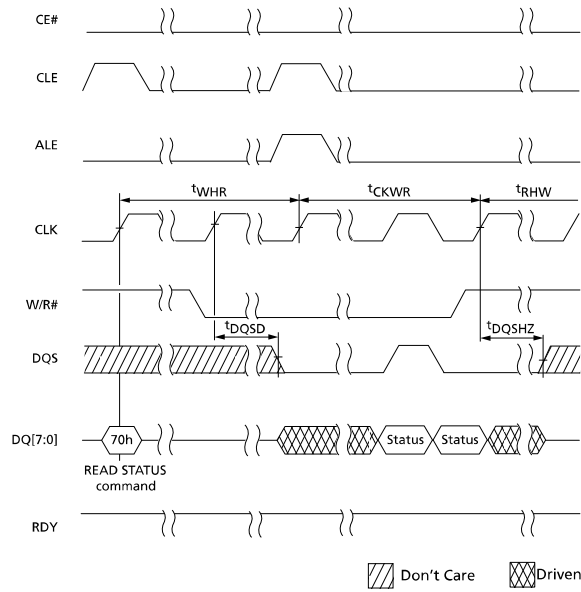 CE#
CLE
ALE
tWHR tCKWR tRHW
CLK
W/R#
tDQSD tDQSHZ
DQS
DQ[7:0] 70h Status Status
READ STATUS
command
RDY
Don't Care Driven